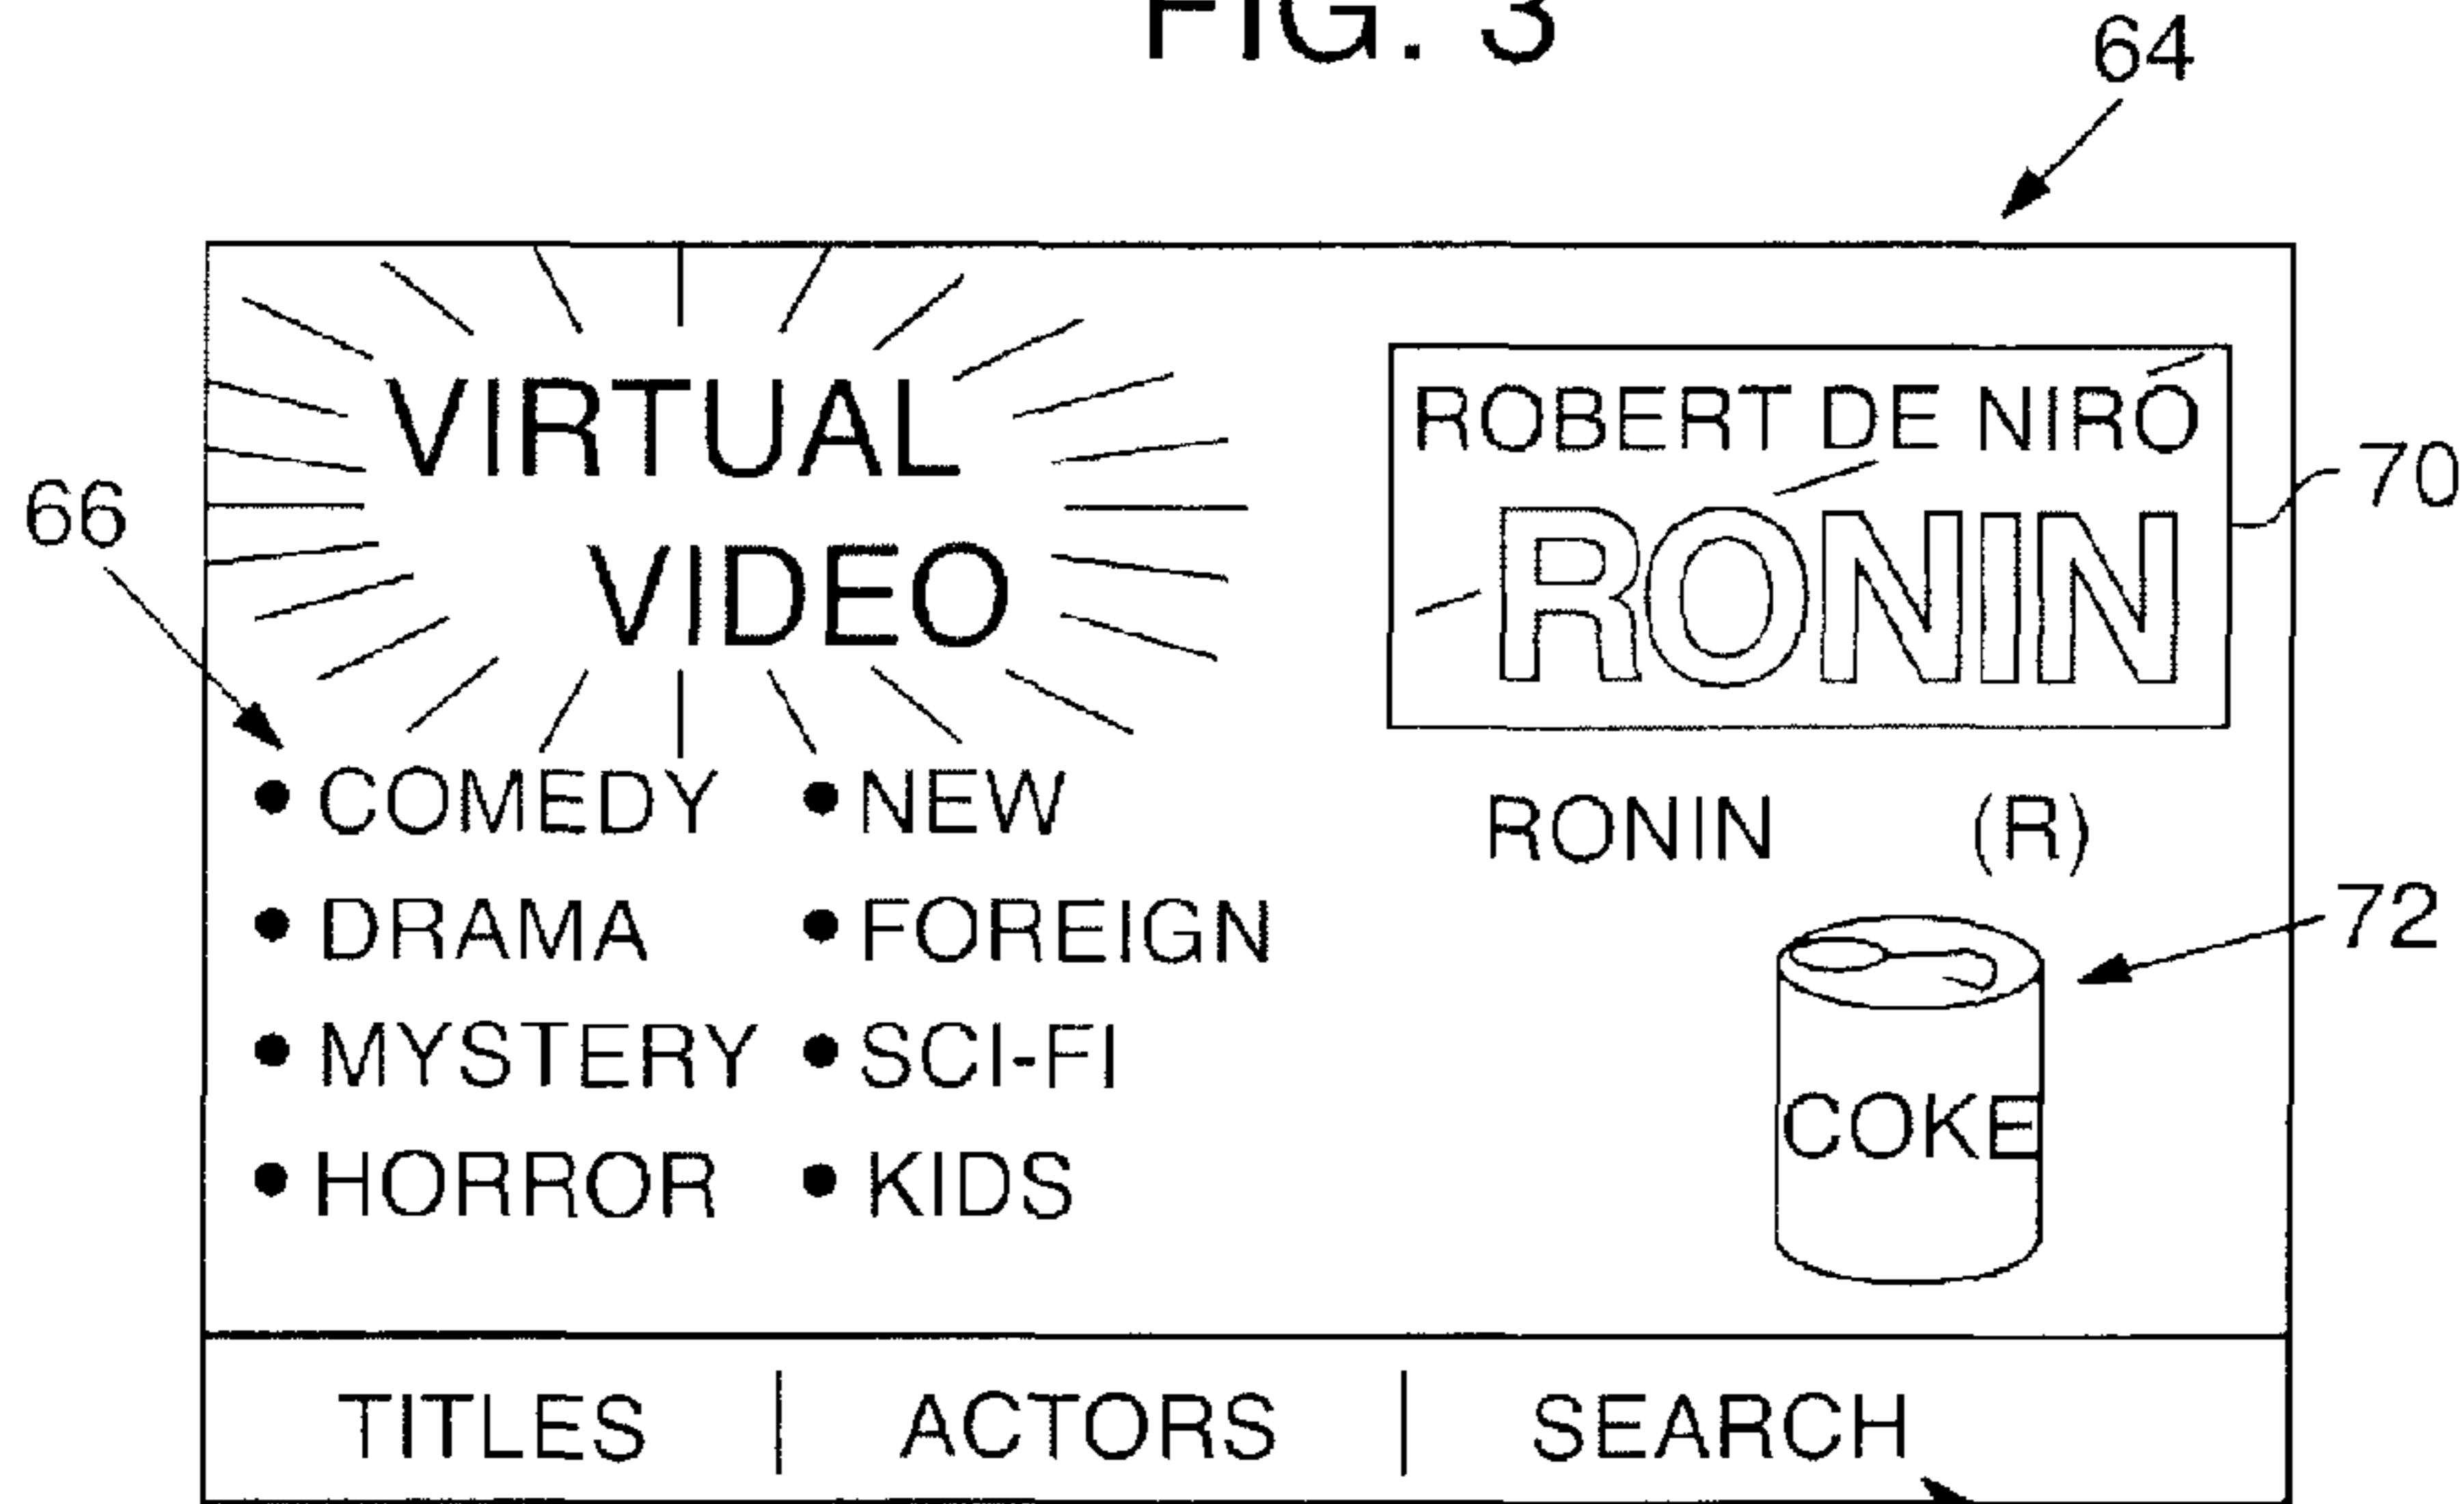 FIG. 3
64
VIRTUAL
VIDEO
66
ROBERT DE NIRO
RONIN
70
RONIN (R)
• COMEDY • NEW
• DRAMA • FOREIGN
• MYSTERY • SCI-FI
• HORROR • KIDS
72
COKE
TITLES | ACTORS | SEARCH